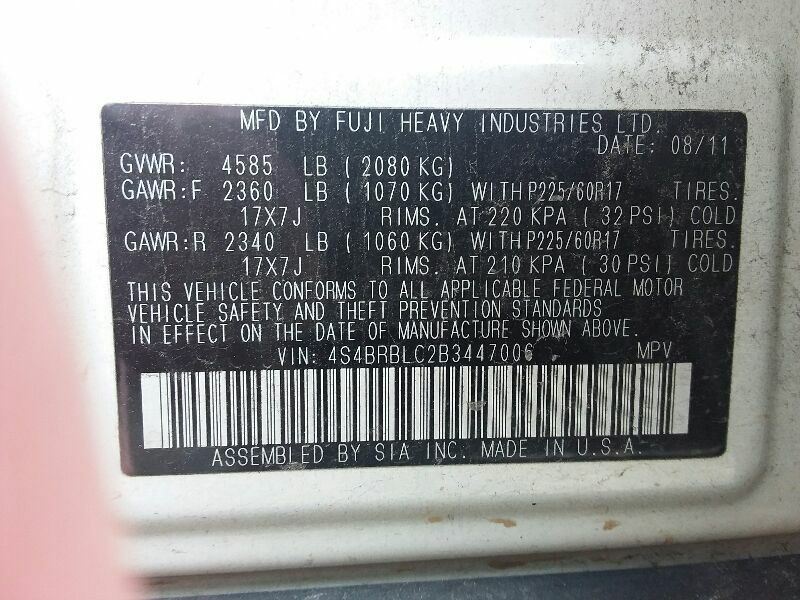 MFD BY FUJI HEAVY INDUSTRIES LTD.
DATE: 08/11
GVWR: 4585 LB ( 2080 KG)
GAWR:F 2360 LB ( 1070 KG) WITH P225/60R17 TIRES.
17X7J RIMS. AT 220 KPA ( 32 PSI) COLD
GAWR:R 2340 LB ( 1060 KG) WITH P225/60R17 TIRES.
17X7J RIMS. AT 210 KPA ( 30 PSI) COLD
THIS VEHICLE CONFORMS TO ALL APPLICABLE FEDERAL MOTOR
VEHICLE SAFETY AND THEFT PREVENTION STANDARDS
IN EFFECT ON THE DATE OF MANUFACTURE SHOWN ABOVE.
VIN: 4S4BRBLC2B3447006 MPV
ASSEMBLED BY SIA INC. MADE IN U.S.A.